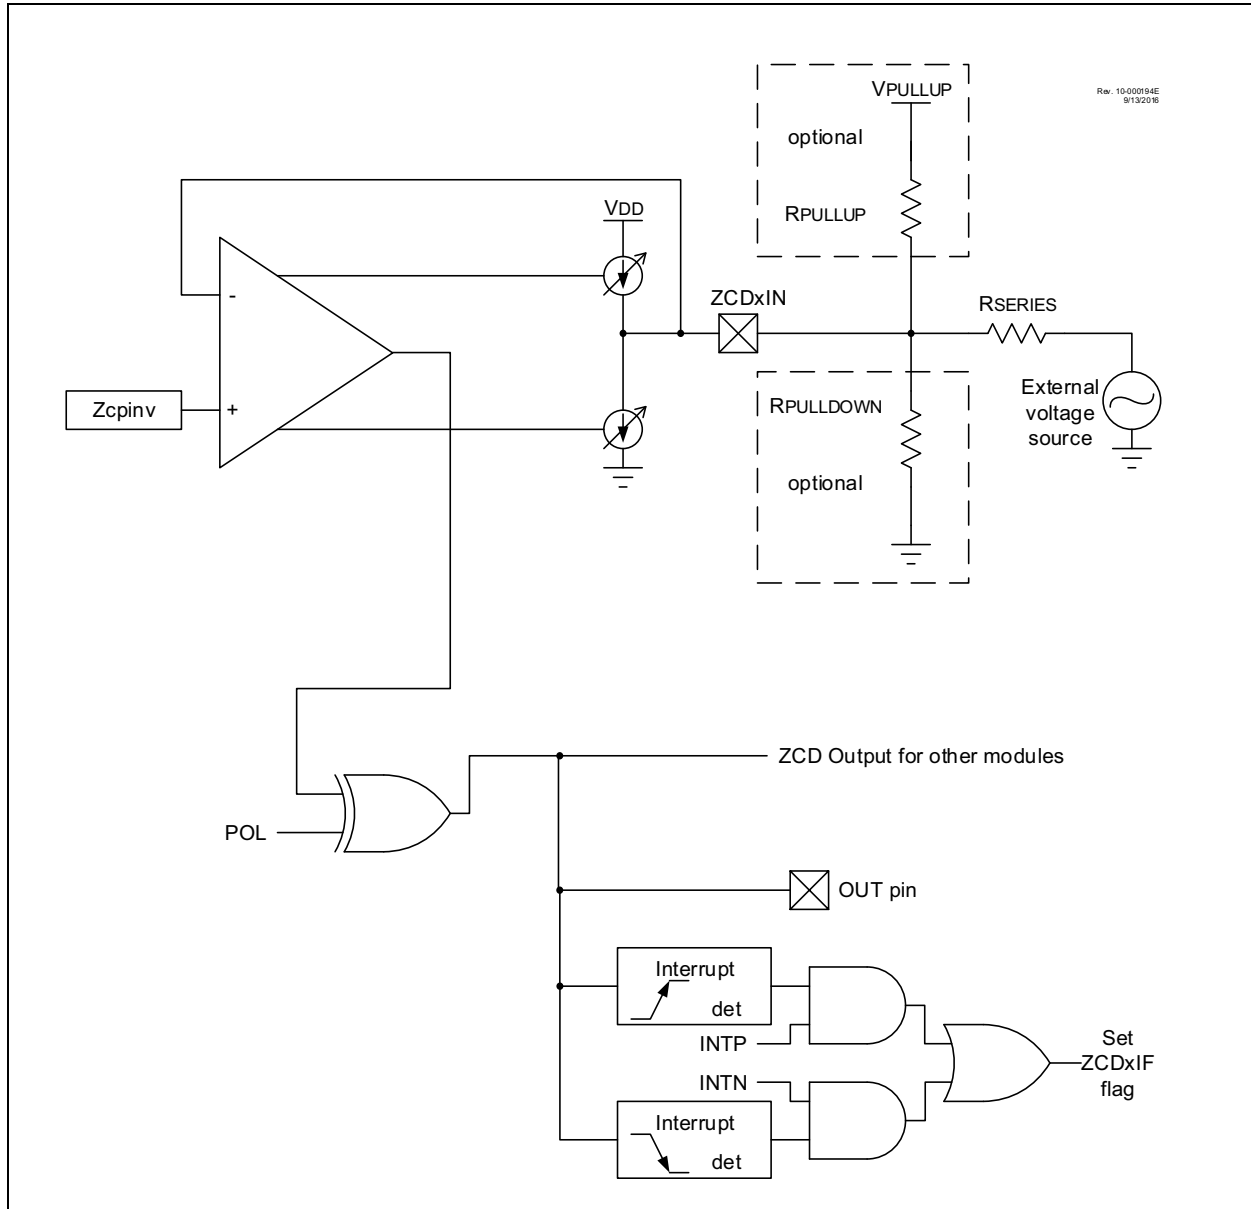 VPULLUP
Rev. 10-000194E
9/13/2016
optional
RPULLUP
VDD
ZCDxIN
RSERIES
-
Zcpinv
+
RPULLDOWN
External
voltage
source
optional
ZCD Output for other modules
POL
OUT pin
Interrupt
det
INTP
Set
ZCDxIF
flag
INTN
Interrupt
det